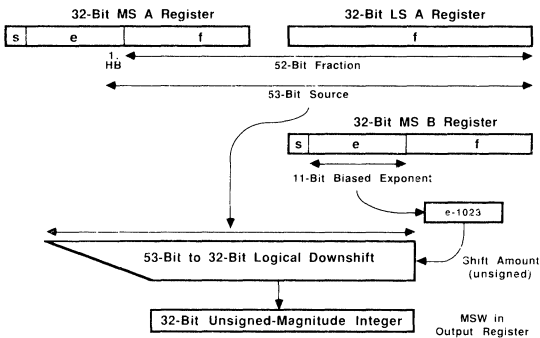 32-Bit MS A Register
32-Bit LS A Register
s e f
f
1.
HB
52-Bit Fraction
53-Bit Source
32-Bit MS B Register
s e f
11-Bit Biased Exponent
e-1023
53-Bit to 32-Bit Logical Downshift
Shift Amount
(unsigned)
32-Bit Unsigned-Magnitude Integer
MSW in
Output Register